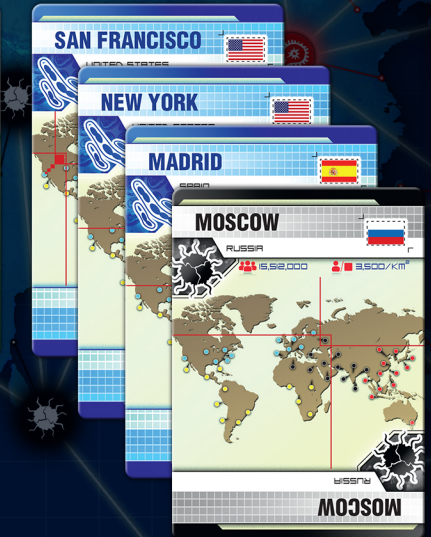 SAN FRANCISCO
UNITED STATES
NEW YORK
MADRID
SPAIN
MOSCOW
RUSSIA
15,512,000
/ 3,500/KM²
RUSSIA
MOSCOW